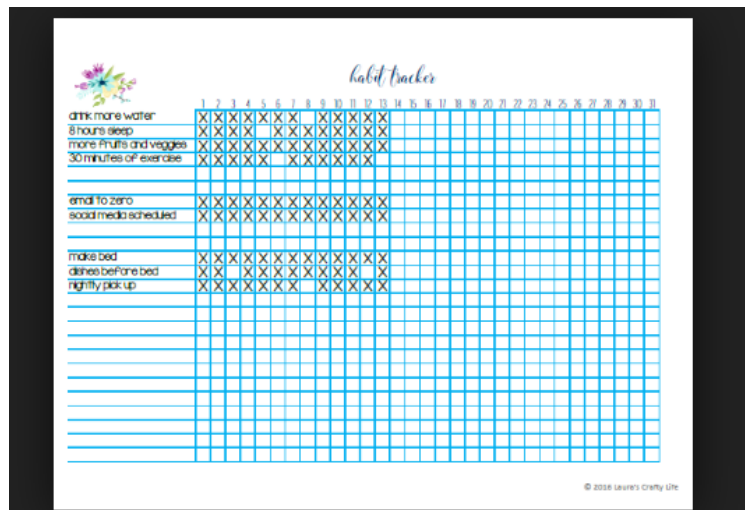 habit tracker
1 2 3 4 5 6 7 8 9 10 11 12 13 14 15 16 17 18 19 20 21 22 23 24 25 26 27 28 29 30 31
drink more water X X X X X X X X X X X X
8 hours sleep X X X X X X X X X X X X
more fruits and veggies X X X X X X X X X X X X X
30 minutes of exercise X X X X X X X X X X X
email to zero X X X X X X X X X X X X X
social media scheduled X X X X X X X X X X X X X
make bed X X X X X X X X X X X X X
dishes before bed X X X X X X X X X X X
nightly pick up X X X X X X X X X X X X
© 2016 Laura's Crafty Life